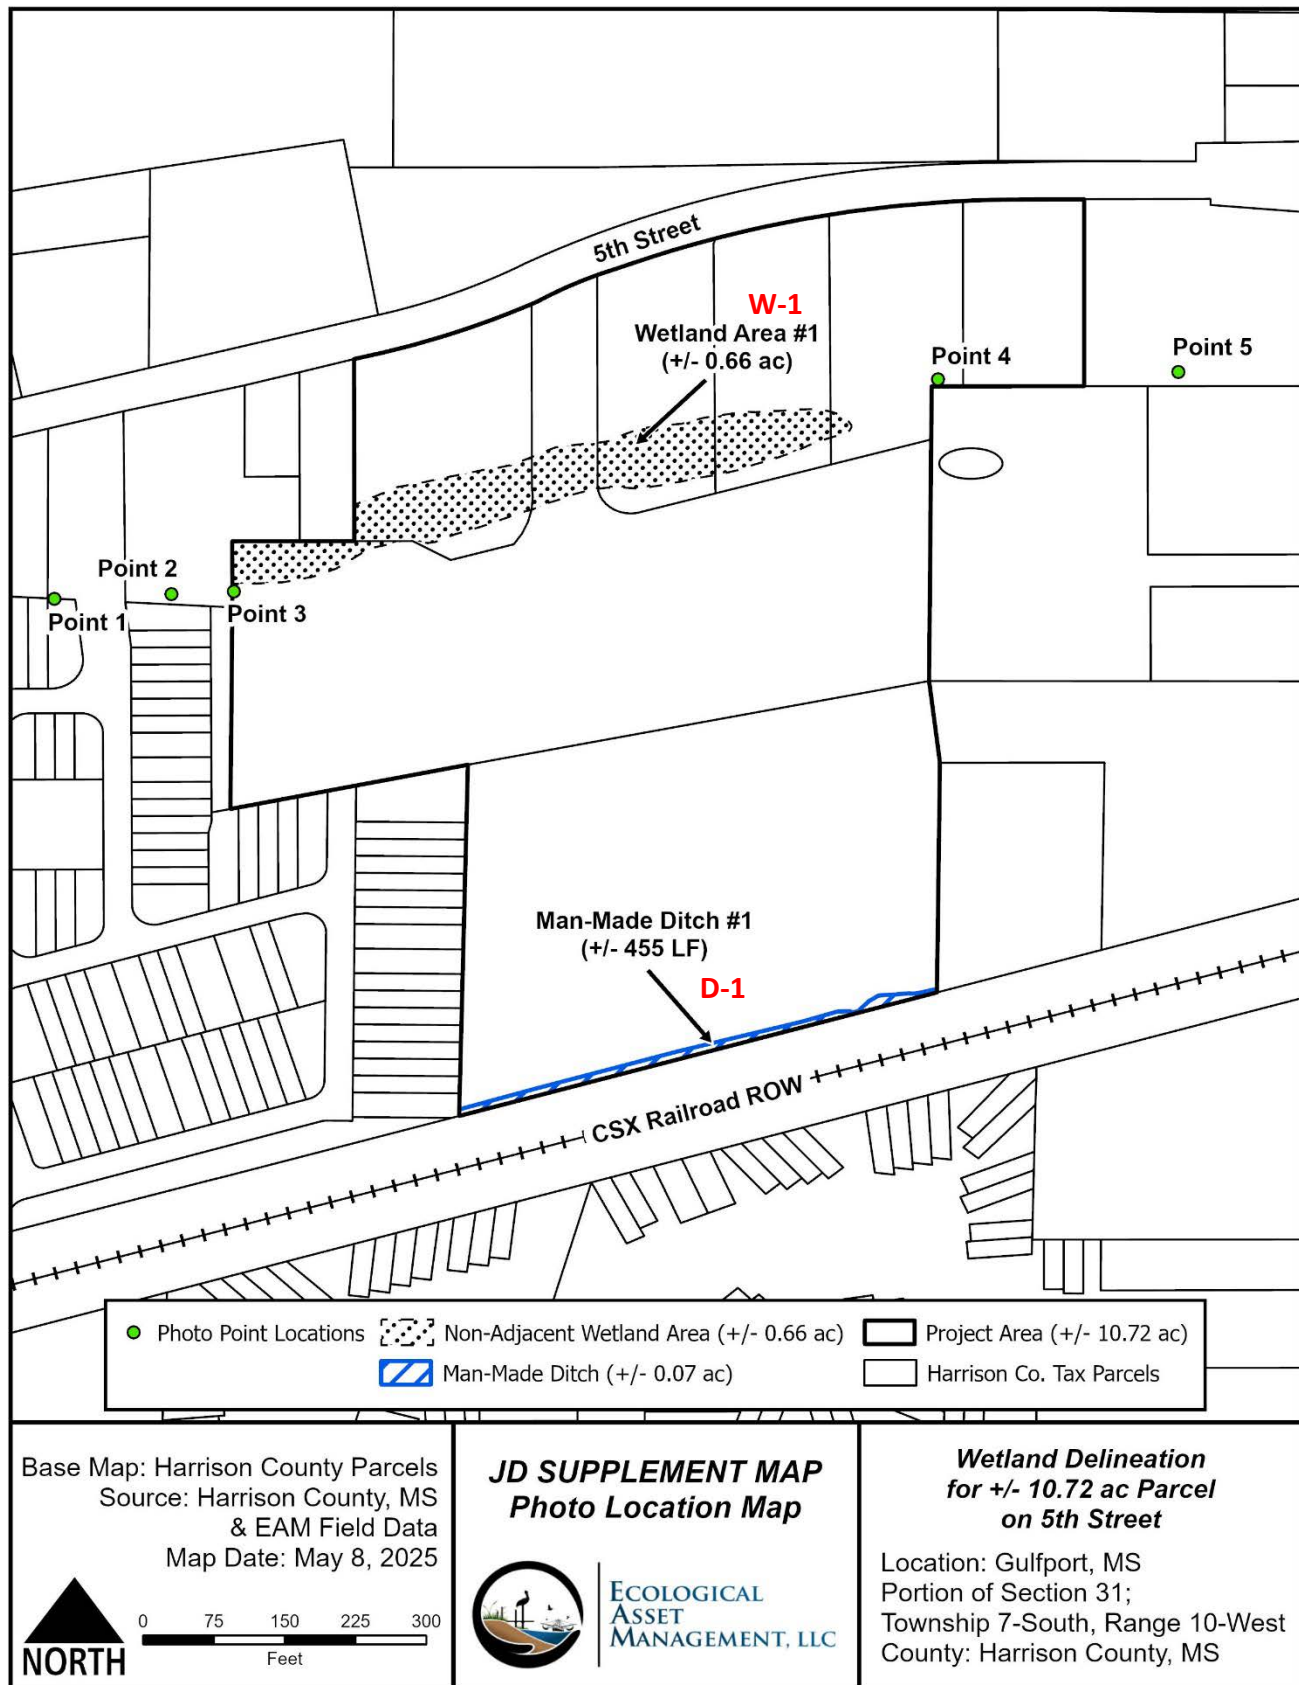 5th Street
W-1
Wetland Area #1
(+/- 0.66 ac)
Point 4
Point 5
Point 2
Point 1
Point 3
Man-Made Ditch #1
(+/- 455 LF)
D-1
CSX Railroad ROW
Photo Point Locations
Non-Adjacent Wetland Area (+/- 0.66 ac)
Project Area (+/- 10.72 ac)
Man-Made Ditch (+/- 0.07 ac)
Harrison Co. Tax Parcels
Base Map: Harrison County Parcels
Source: Harrison County, MS
& EAM Field Data
Map Date: May 8, 2025
NORTH
0 75 150 225 300
Feet
JD SUPPLEMENT MAP
Photo Location Map
ECOLOGICAL
ASSET
MANAGEMENT, LLC
Wetland Delineation
for +/- 10.72 ac Parcel
on 5th Street
Location: Gulfport, MS
Portion of Section 31;
Township 7-South, Range 10-West
County: Harrison County, MS